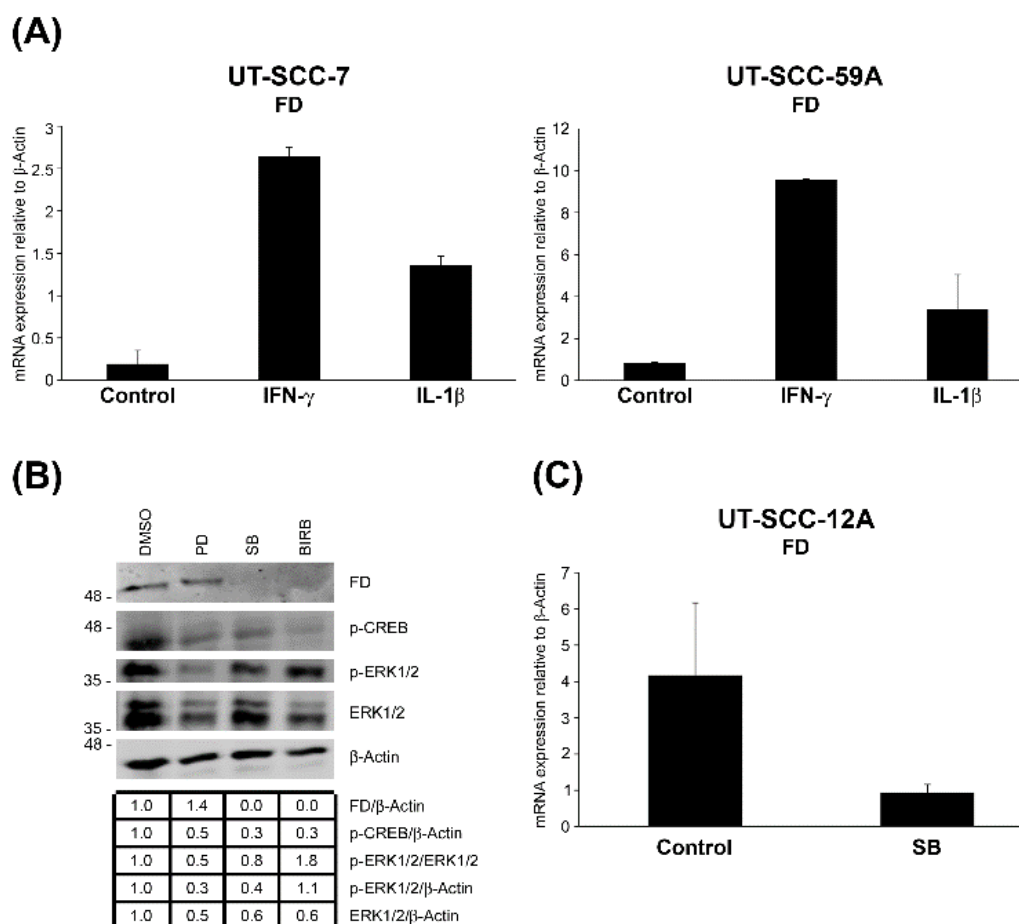 (A)
UT-SCC-7
FD
mRNA expression relative to β-Actin
3
2.5
2
1.5
1
0.5
0
Control IFN-γ IL-1β
UT-SCC-59A
FD
mRNA expression relative to β-Actin
12
10
8
6
4
2
0
Control IFN-γ IL-1β
(B)
DMSO PD SB BIRB
48 - FD
48 - p-CREB
35 - p-ERK1/2
35 - ERK1/2
48 - β-Actin
1.0 1.4 0.0 0.0 FD/β-Actin
1.0 0.5 0.3 0.3 p-CREB/β-Actin
1.0 0.5 0.8 1.8 p-ERK1/2/ERK1/2
1.0 0.3 0.4 1.1 p-ERK1/2/β-Actin
1.0 0.5 0.6 0.6 ERK1/2/β-Actin
(C)
UT-SCC-12A
FD
mRNA expression relative to β-Actin
7
6
5
4
3
2
1
0
Control SB